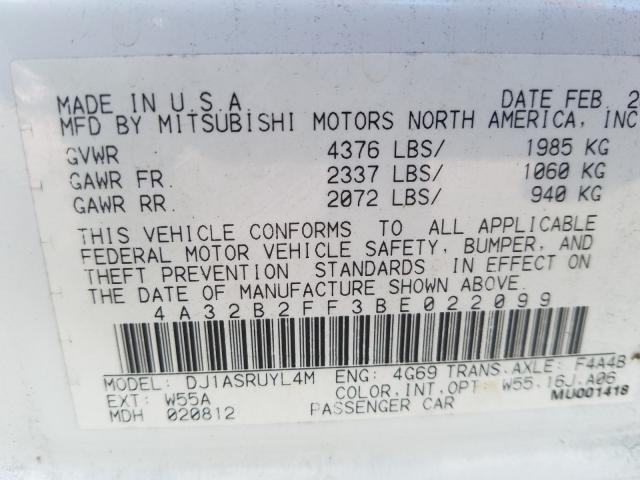 MADE IN U.S.A. DATE FEB. 2
MFD BY MITSUBISHI MOTORS NORTH AMERICA, INC
GVWR 4376 LBS/ 1985 KG
GAWR FR. 2337 LBS/ 1060 KG
GAWR RR. 2072 LBS/ 940 KG
THIS VEHICLE CONFORMS TO ALL APPLICABLE
FEDERAL MOTOR VEHICLE SAFETY, BUMPER, AND
THEFT PREVENTION STANDARDS IN EFFECT ON
THE DATE OF MANUFACTURE SHOWN ABOVE.
4A32B2FF3BE022099
MODEL: DJ1ASRUYL4M ENG: 4G69 TRANS.AXLE: F4A4B
EXT: W55A COLOR,INT,OPT: W55.16J.A06
MDH 020812 PASSENGER CAR MU001418